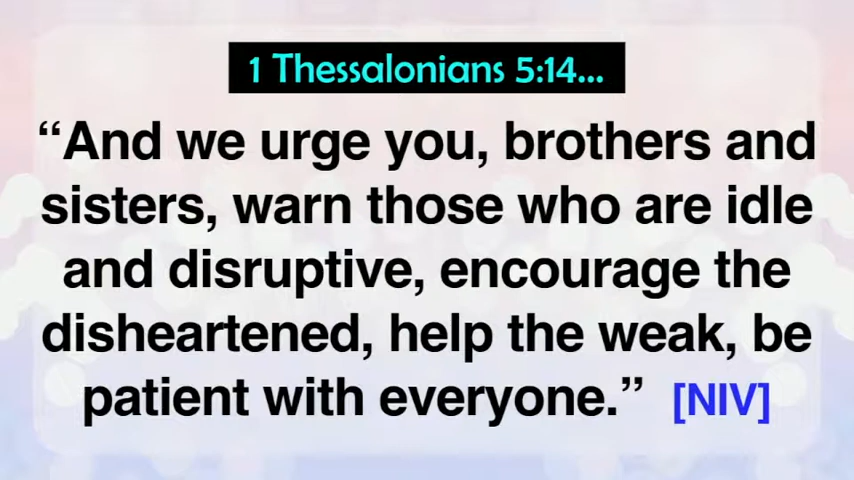 1 Thessalonians 5:14...
“And we urge you, brothers and
sisters, warn those who are idle
and disruptive, encourage the
disheartened, help the weak, be
patient with everyone.” [NIV]